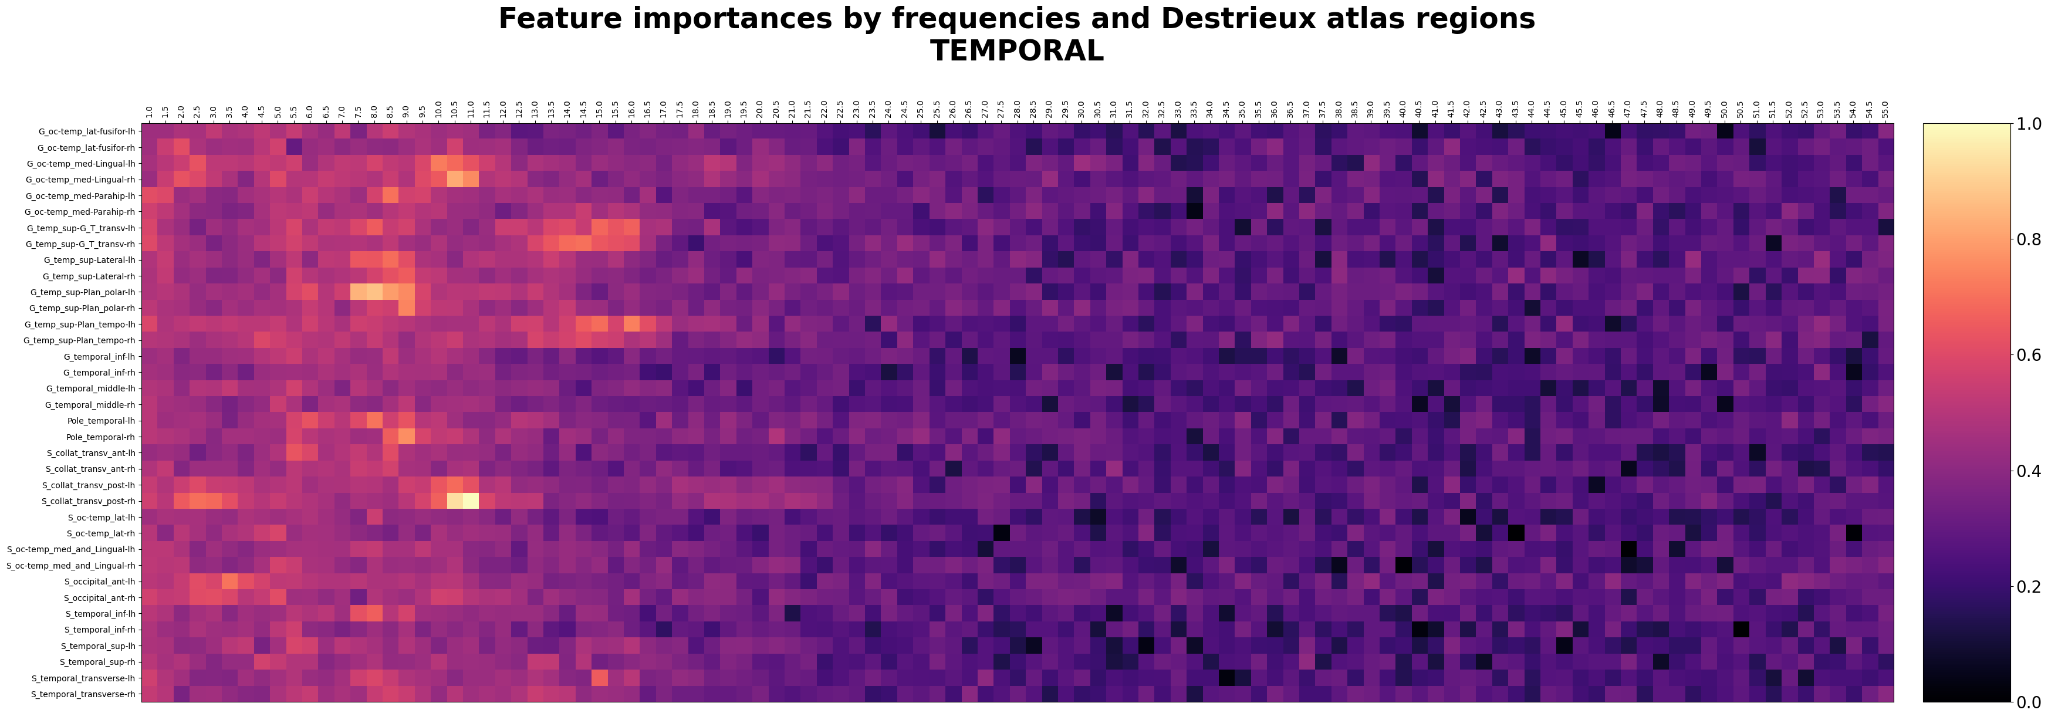 Feature importances by frequencies and Destrieux atlas regions
TEMPORAL
1.0 1.5 2.0 2.5 3.0 3.5 4.0 4.5 5.0 5.5 6.0 6.5 7.0 7.5 8.0 8.5 9.0 9.5 10.0 10.5 11.0 11.5 12.0 12.5 13.0 13.5 14.0 14.5 15.0 15.5 16.0 16.5 17.0 17.5 18.0 18.5 19.0 19.5 20.0 20.5 21.0 21.5 22.0 22.5 23.0 23.5 24.0 24.5 25.0 25.5 26.0 26.5 27.0 27.5 28.0 28.5 29.0 29.5 30.0 30.5 31.0 31.5 32.0 32.5 33.0 33.5 34.0 34.5 35.0 35.5 36.0 36.5 37.0 37.5 38.0 38.5 39.0 39.5 40.0 40.5 41.0 41.5 42.0 42.5 43.0 43.5 44.0 44.5 45.0 45.5 46.0 46.5 47.0 47.5 48.0 48.5 49.0 49.5 50.0 50.5 51.0 51.5 52.0 52.5 53.0 53.5 54.0 54.5 55.0
G_oc-temp_lat-fusifor-lh
G_oc-temp_lat-fusifor-rh
G_oc-temp_med-Lingual-lh
G_oc-temp_med-Lingual-rh
G_oc-temp_med-Parahip-lh
G_oc-temp_med-Parahip-rh
G_temp_sup-G_T_transv-lh
G_temp_sup-G_T_transv-rh
G_temp_sup-Lateral-lh
G_temp_sup-Lateral-rh
G_temp_sup-Plan_polar-lh
G_temp_sup-Plan_polar-rh
G_temp_sup-Plan_tempo-lh
G_temp_sup-Plan_tempo-rh
G_temporal_inf-lh
G_temporal_inf-rh
G_temporal_middle-lh
G_temporal_middle-rh
Pole_temporal-lh
Pole_temporal-rh
S_collat_transv_ant-lh
S_collat_transv_ant-rh
S_collat_transv_post-lh
S_collat_transv_post-rh
S_oc-temp_lat-lh
S_oc-temp_lat-rh
S_oc-temp_med_and_Lingual-lh
S_oc-temp_med_and_Lingual-rh
S_occipital_ant-lh
S_occipital_ant-rh
S_temporal_inf-lh
S_temporal_inf-rh
S_temporal_sup-lh
S_temporal_sup-rh
S_temporal_transverse-lh
S_temporal_transverse-rh
1.0
0.8
0.6
0.4
0.2
0.0